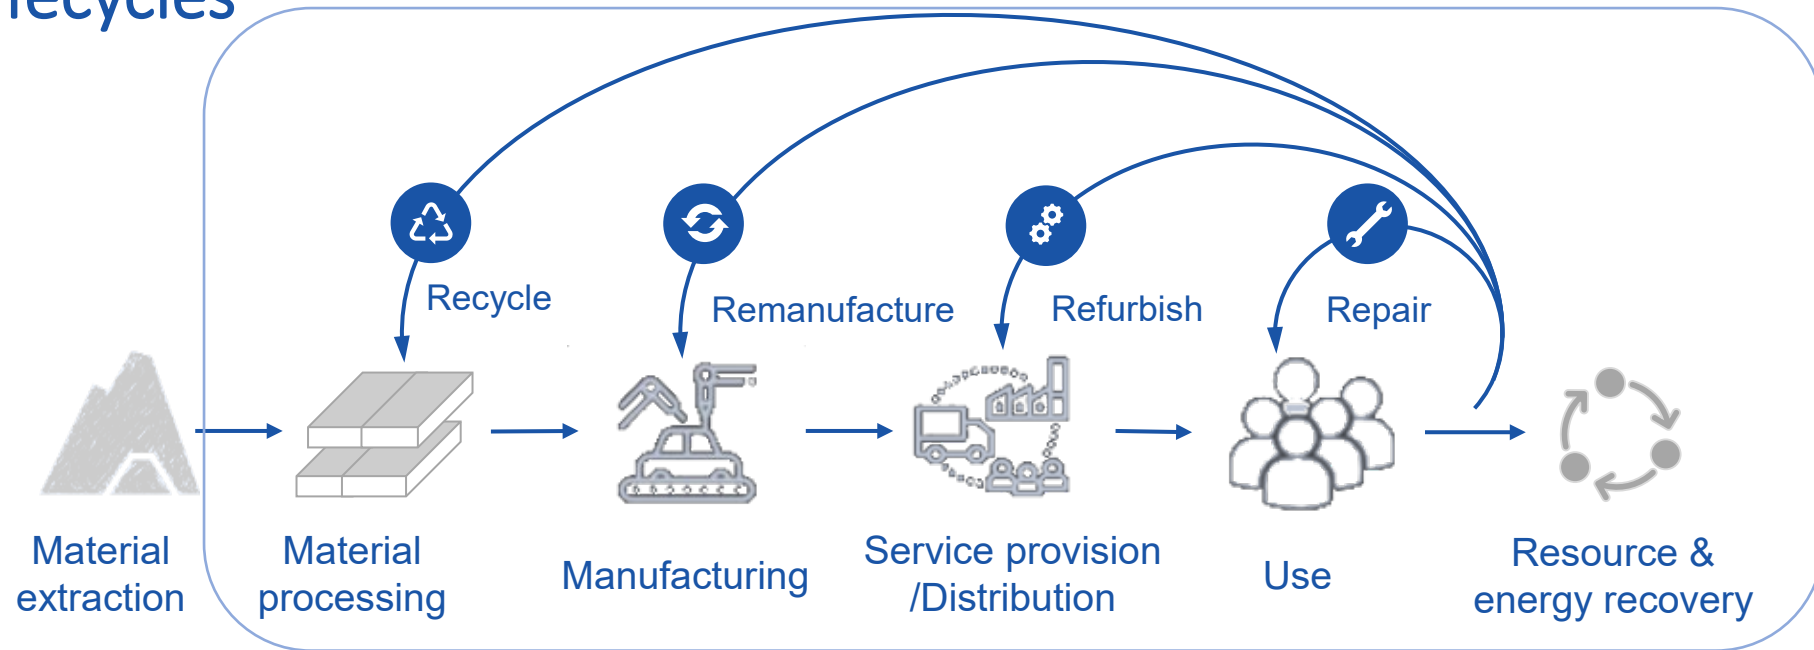 Recycle
Remanufacture
Refurbish
Repair
Material
extraction
Material
processing
Manufacturing
Service provision
/Distribution
Use
Resource &
energy recovery